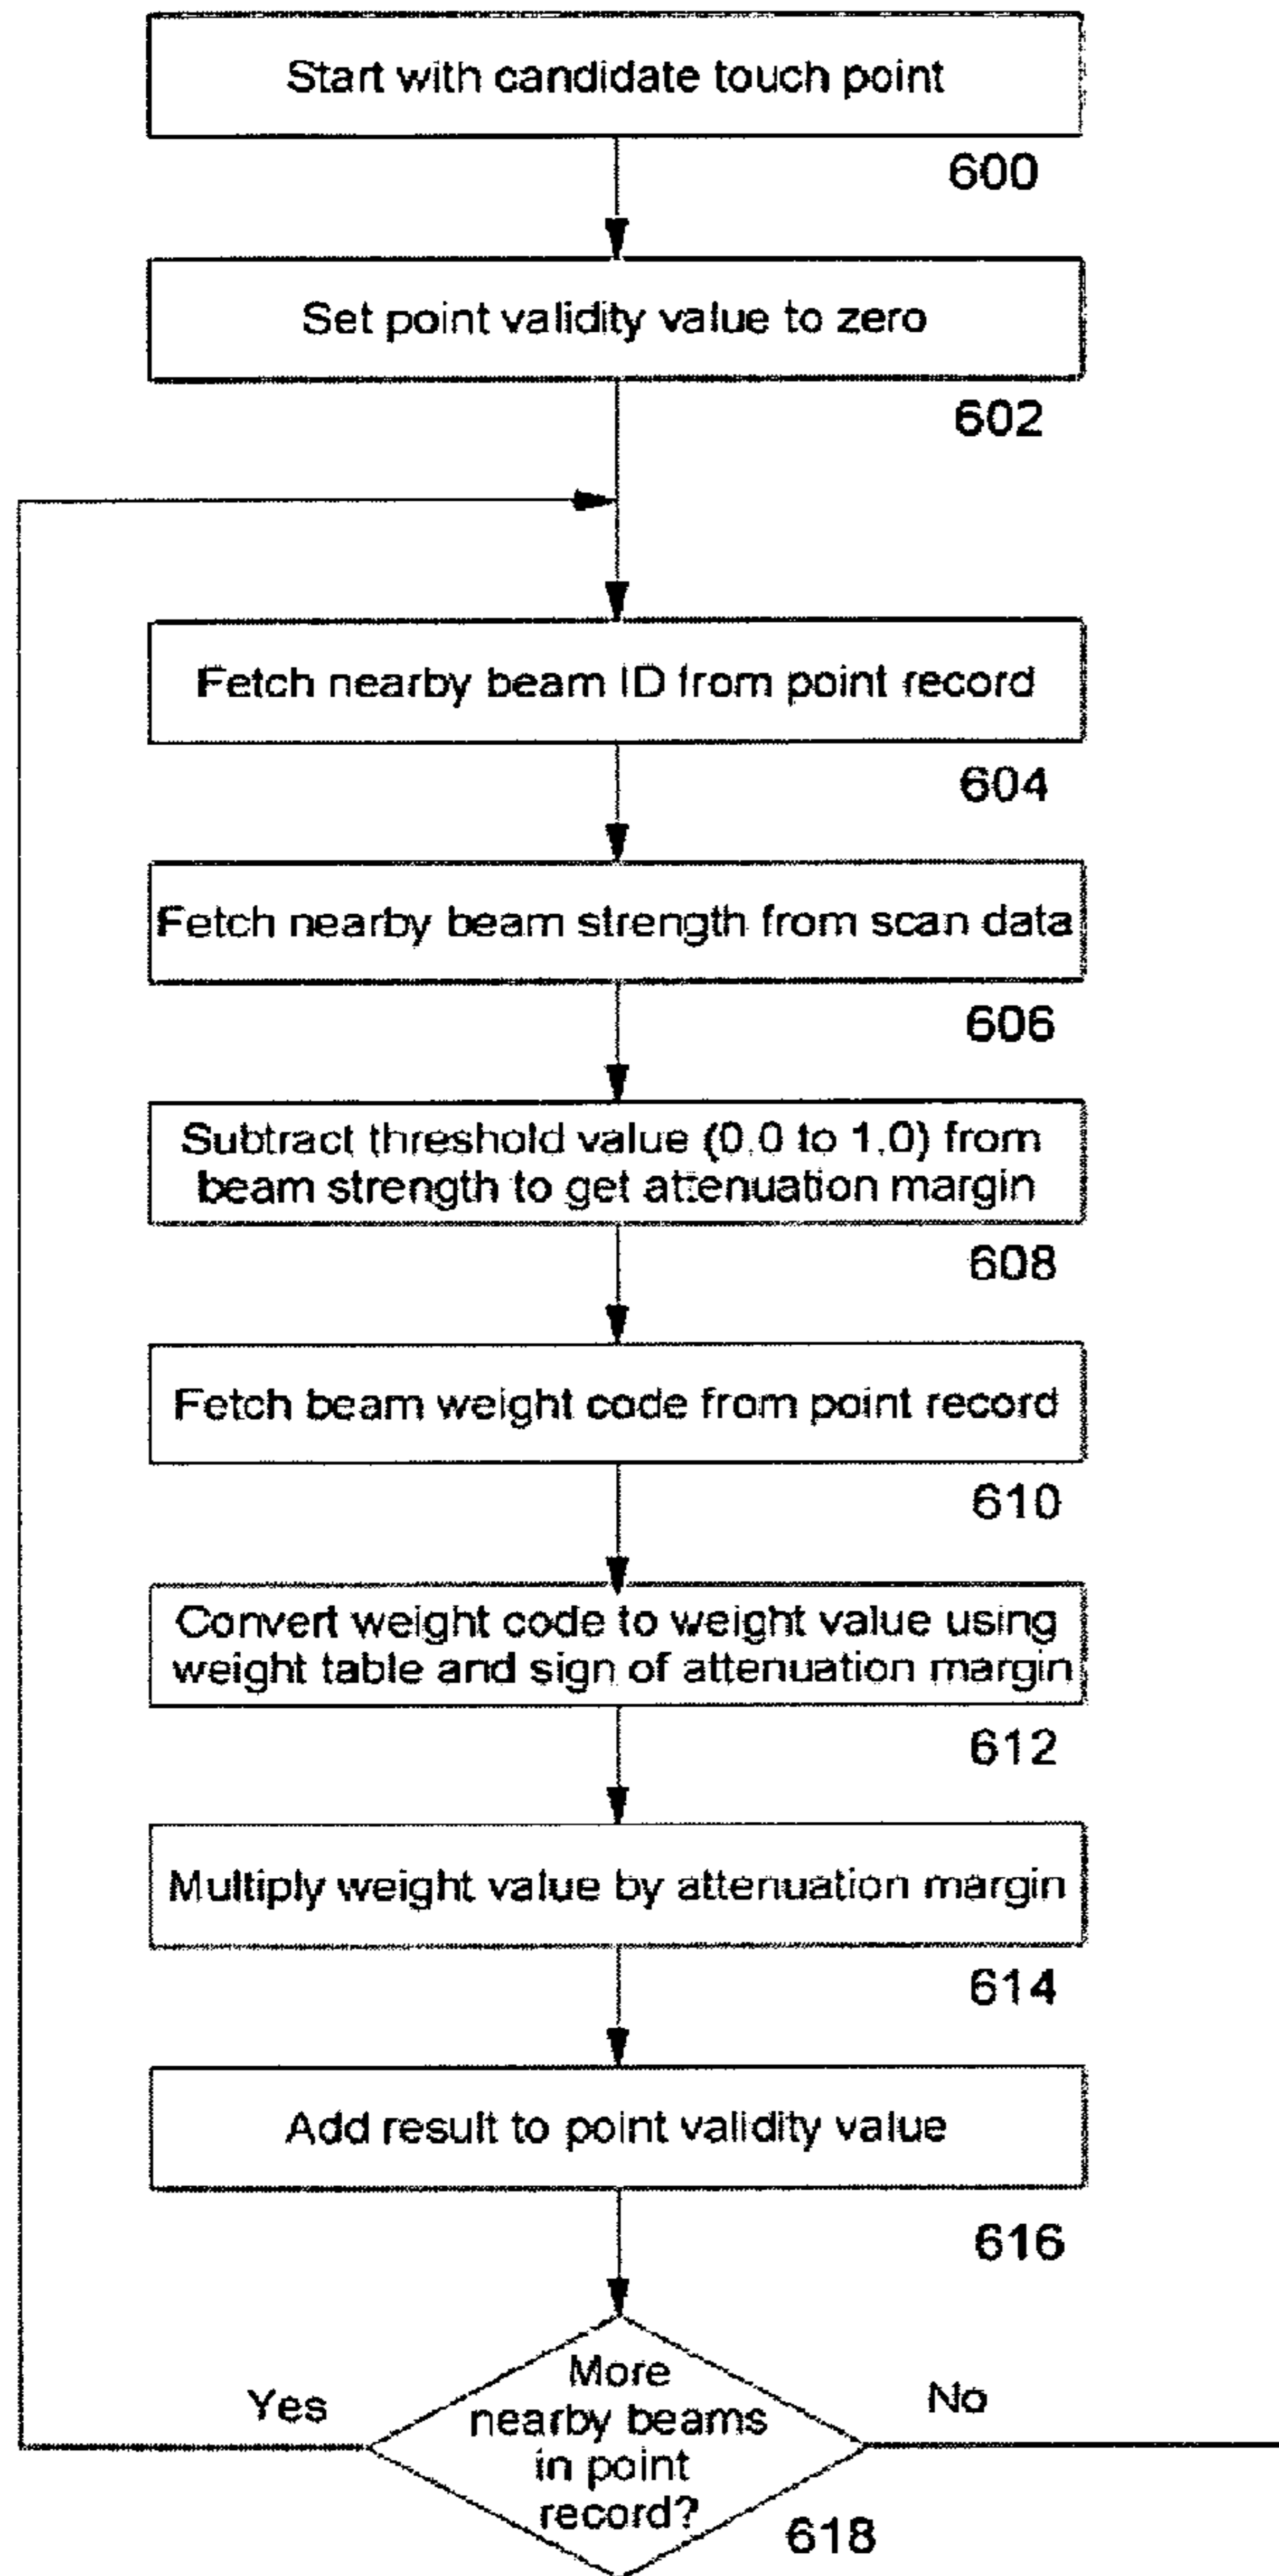 Start with candidate touch point
600
Set point validity value to zero
602
Fetch nearby beam ID from point record
604
Fetch nearby beam strength from scan data
606
Subtract threshold value (0.0 to 1.0) from
beam strength to get attenuation margin
608
Fetch beam weight code from point record
610
Convert weight code to weight value using
weight table and sign of attenuation margin
612
Multiply weight value by attenuation margin
614
Add result to point validity value
616
Yes
More
nearby beams
in point
record?
No
618